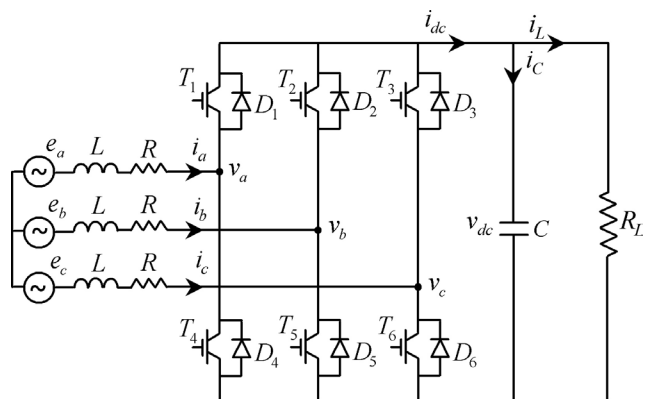 i_dc i_L
i_C
T_1 D_1 T_2 D_2 T_3 D_3
e_a L R i_a v_a
e_b L R i_b v_b
v_dc C R_L
e_c L R i_c v_c
T_4 D_4 T_5 D_5 T_6 D_6